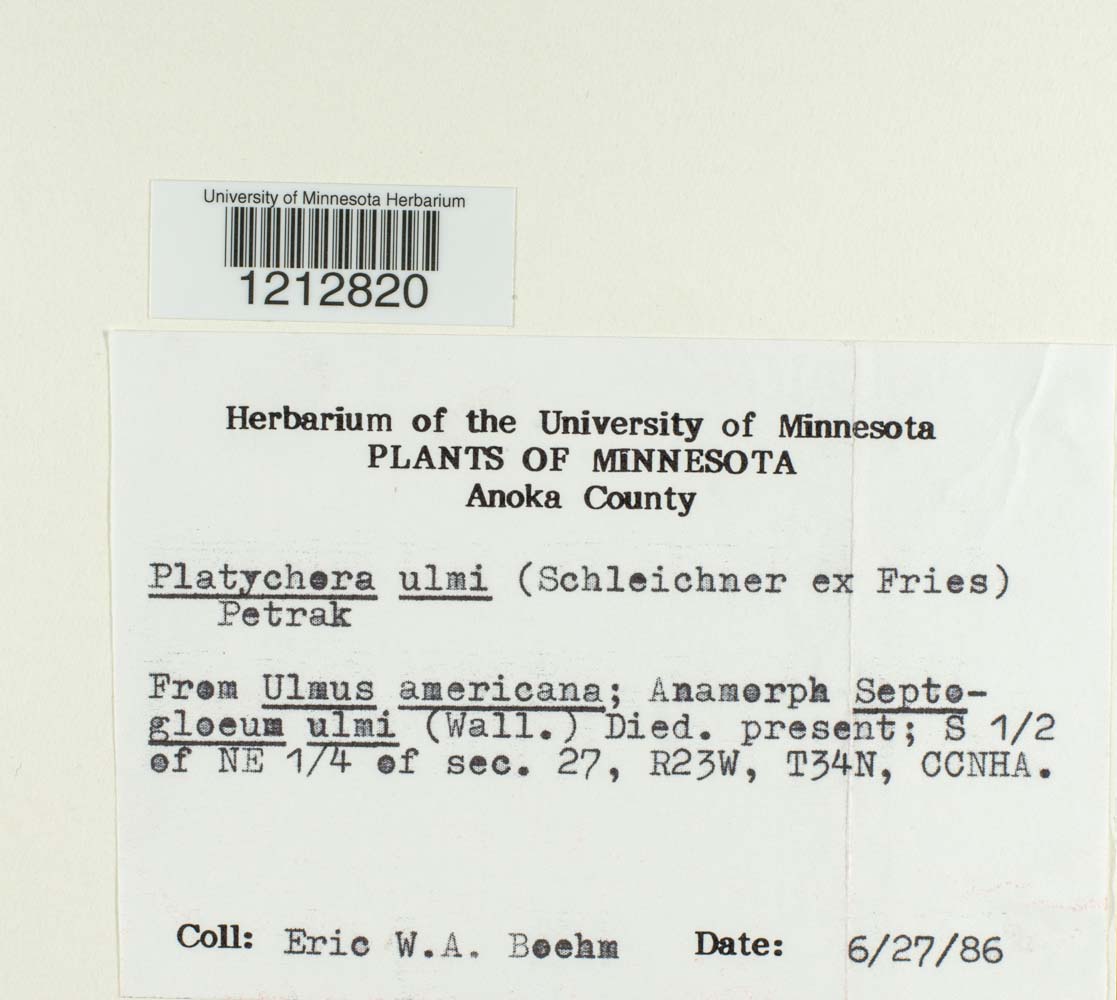 University of Minnesota Herbarium
1212820
Herbarium of the University of Minnesota
PLANTS OF MINNESOTA
Anoka County
Platychora ulmi (Schleichner ex Fries)
Petrak
From Ulmus americana; Anamorph Septo-
gloeum ulmi (Wall.) Died. present; S 1/2
of NE 1/4 of sec. 27, R23W, T34N, CCNHA.
Coll: Eric W.A. Boehm Date: 6/27/86